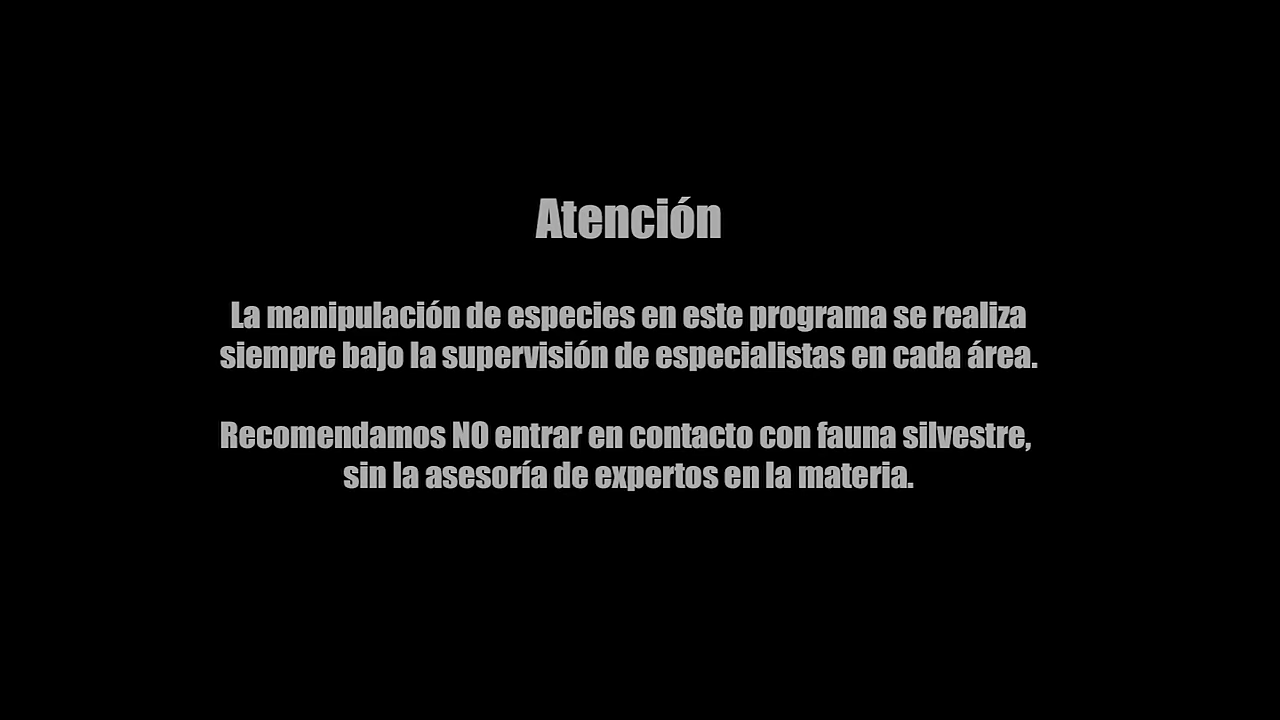 Atención
La manipulación de especies en este programa se realiza
siempre bajo la supervisión de especialistas en cada área.
Recomendamos NO entrar en contacto con fauna silvestre,
sin la asesoría de expertos en la materia.